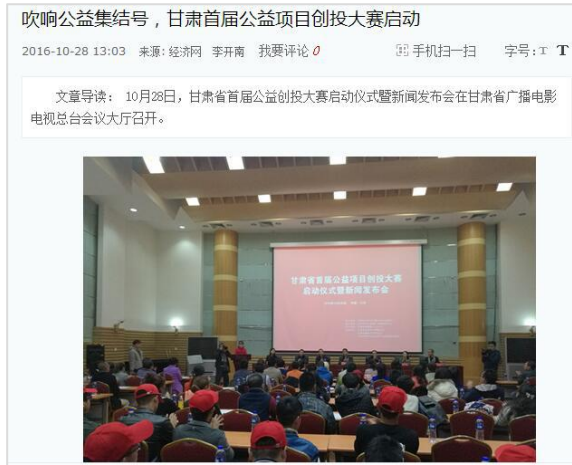 吹响公益集结号，甘肃首届公益项目创投大赛启动
2016-10-28 13:03 来源: 经济网 李开南 我要评论 0 手机扫一扫 字号: T T
文章导读： 10月28日，甘肃省首届公益创投大赛启动仪式暨新闻发布会在甘肃省广播电影
电视总台会议大厅召开。
甘肃省首届公益项目创投大赛
启动仪式暨新闻发布会